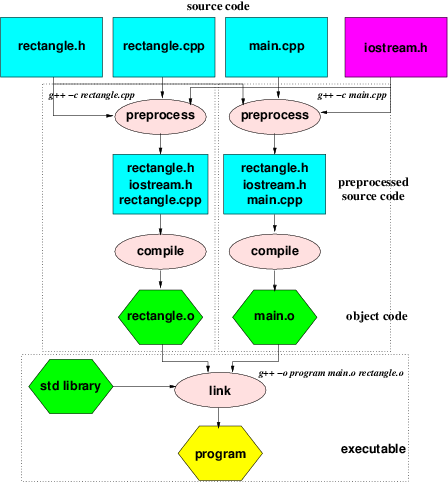 source code
rectangle.h
rectangle.cpp
main.cpp
iostream.h
g++ -c rectangle.cpp
g++ -c main.cpp
preprocess
preprocess
rectangle.h
iostream.h
rectangle.cpp
rectangle.h
iostream.h
main.cpp
preprocessed
source code
compile
compile
rectangle.o
main.o
object code
g++ -o program main.o rectangle.o
std library
link
program
executable